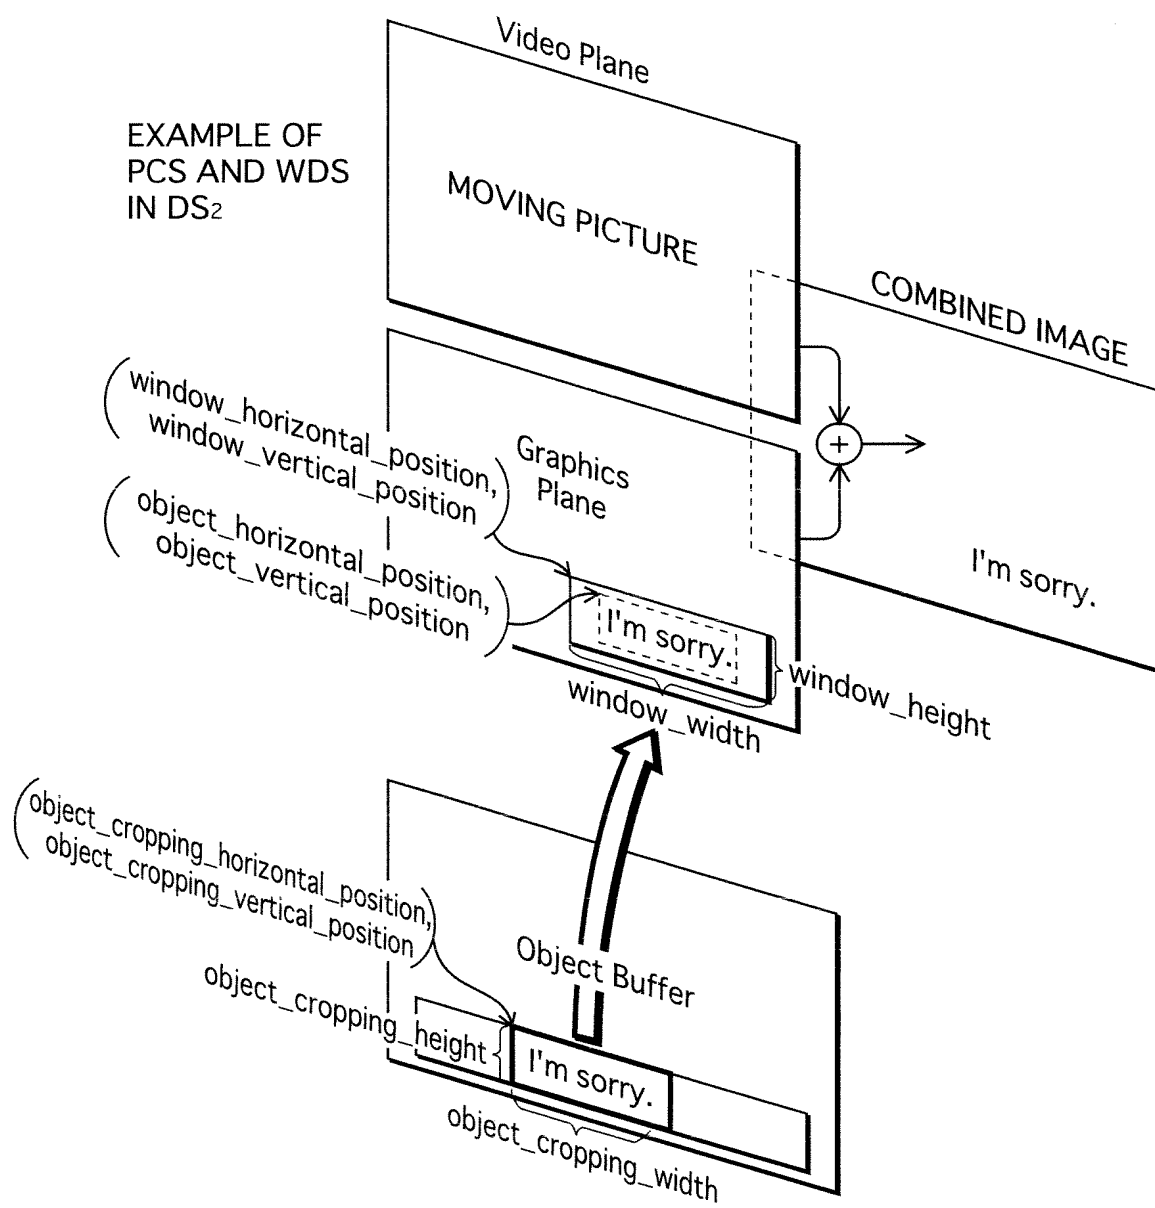 Video Plane
EXAMPLE OF
PCS AND WDS
IN DS2
MOVING PICTURE
COMBINED IMAGE
(window_horizontal_position,
window_vertical_position)
Graphics
Plane
(object_horizontal_position,
object_vertical_position)
+
I'm sorry.
I'm sorry.
window_height
window_width
(object_cropping_horizontal_position,
object_cropping_vertical_position)
Object Buffer
object_cropping_height
I'm sorry.
object_cropping_width